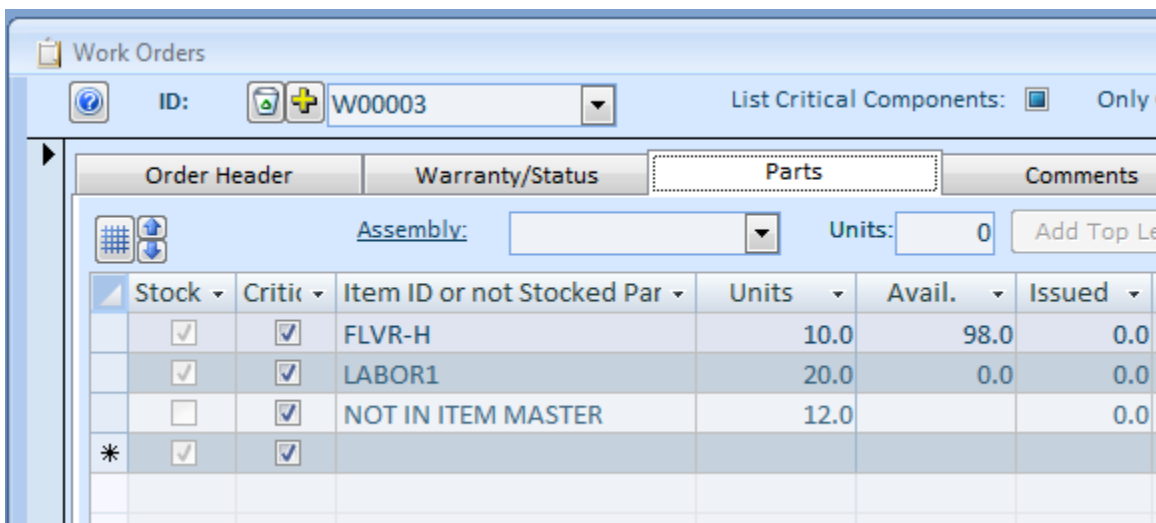 Work Orders
ID: W00003 List Critical Components: Only
Order Header Warranty/Status Parts Comments
Assembly: Units: 0 Add Top Le
Stock Critic Item ID or not Stocked Par Units Avail. Issued
FLVR-H 10.0 98.0 0.0
LABOR1 20.0 0.0 0.0
NOT IN ITEM MASTER 12.0 0.0